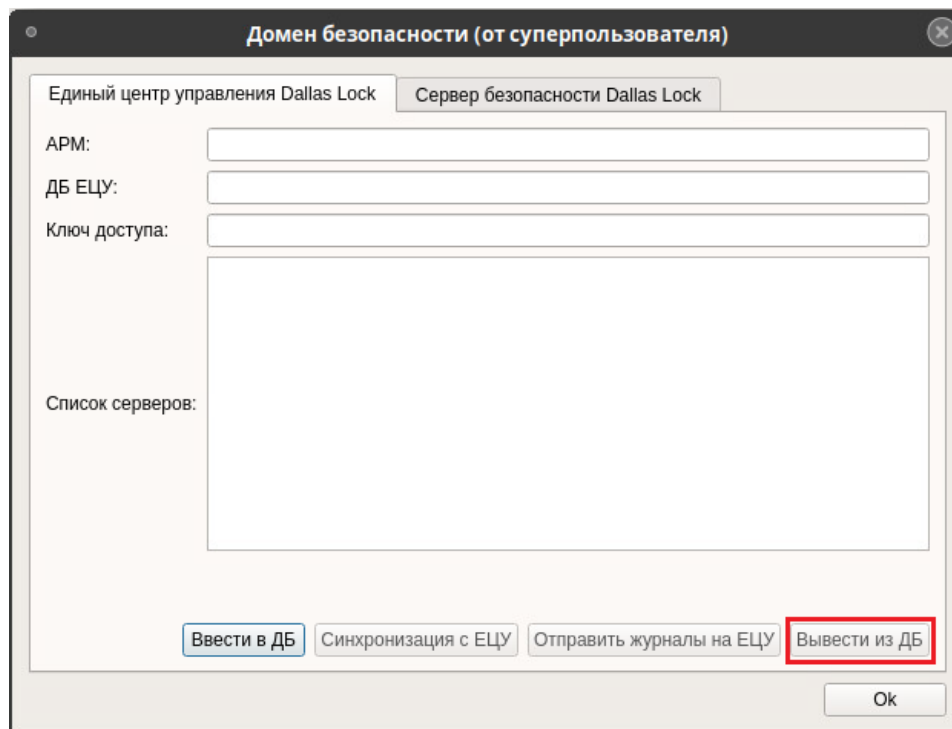 Домен безопасности (от суперпользователя)
Единый центр управления Dallas Lock
Сервер безопасности Dallas Lock
АРМ:
ДБ ЕЦУ:
Ключ доступа:
Список серверов:
Ввести в ДБ
Синхронизация с ЕЦУ
Отправить журналы на ЕЦУ
Вывести из ДБ
Ok